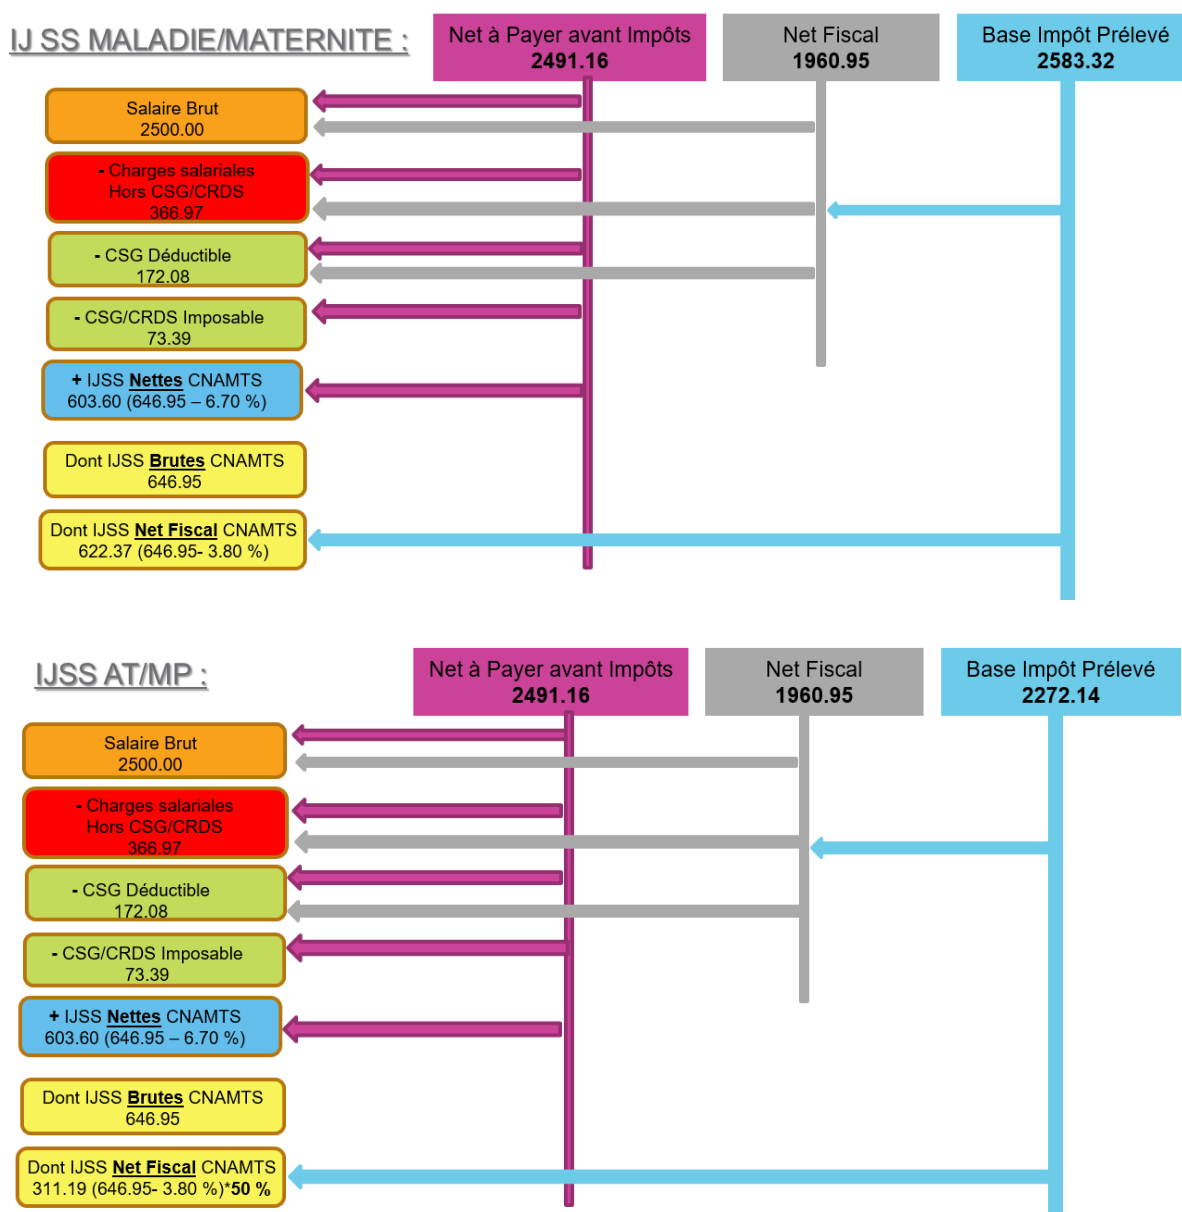 IJ SS MALADIE/MATERNITE :
Net à Payer avant Impôts
2491.16
Net Fiscal
1960.95
Base Impôt Prélevé
2583.32
Salaire Brut
2500.00
- Charges salariales
Hors CSG/CRDS
366.97
- CSG Déductible
172.08
- CSG/CRDS Imposable
73.39
+ IJSS Nettes CNAMTS
603.60 (646.95 – 6.70 %)
Dont IJSS Brutes CNAMTS
646.95
Dont IJSS Net Fiscal CNAMTS
622.37 (646.95- 3.80 %)
IJSS AT/MP :
Net à Payer avant Impôts
2491.16
Net Fiscal
1960.95
Base Impôt Prélevé
2272.14
Salaire Brut
2500.00
- Charges salariales
Hors CSG/CRDS
366.97
- CSG Déductible
172.08
- CSG/CRDS Imposable
73.39
+ IJSS Nettes CNAMTS
603.60 (646.95 – 6.70 %)
Dont IJSS Brutes CNAMTS
646.95
Dont IJSS Net Fiscal CNAMTS
311.19 (646.95- 3.80 %)*50 %